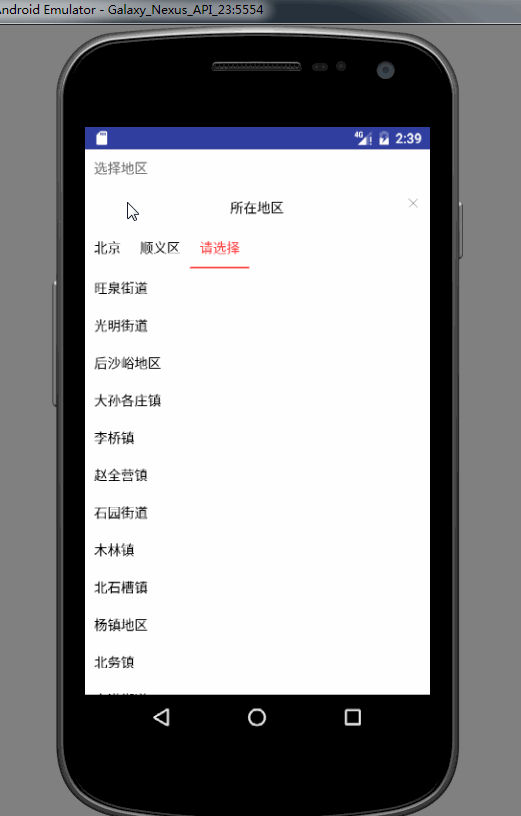 Android Emulator - Galaxy_Nexus_API_23:5554
4G 2:39
选择地区
所在地区
北京 顺义区 请选择
旺泉街道
光明街道
后沙峪地区
大孙各庄镇
李桥镇
赵全营镇
石园街道
木林镇
北石槽镇
杨镇地区
北务镇